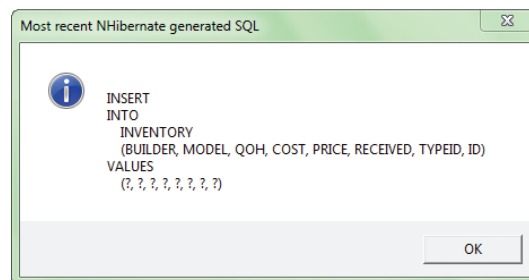 Most recent NHibernate generated SQL
INSERT
INTO
INVENTORY
(BUILDER, MODEL, QOH, COST, PRICE, RECEIVED, TYPEID, ID)
VALUES
(?, ?, ?, ?, ?, ?, ?, ?)
OK